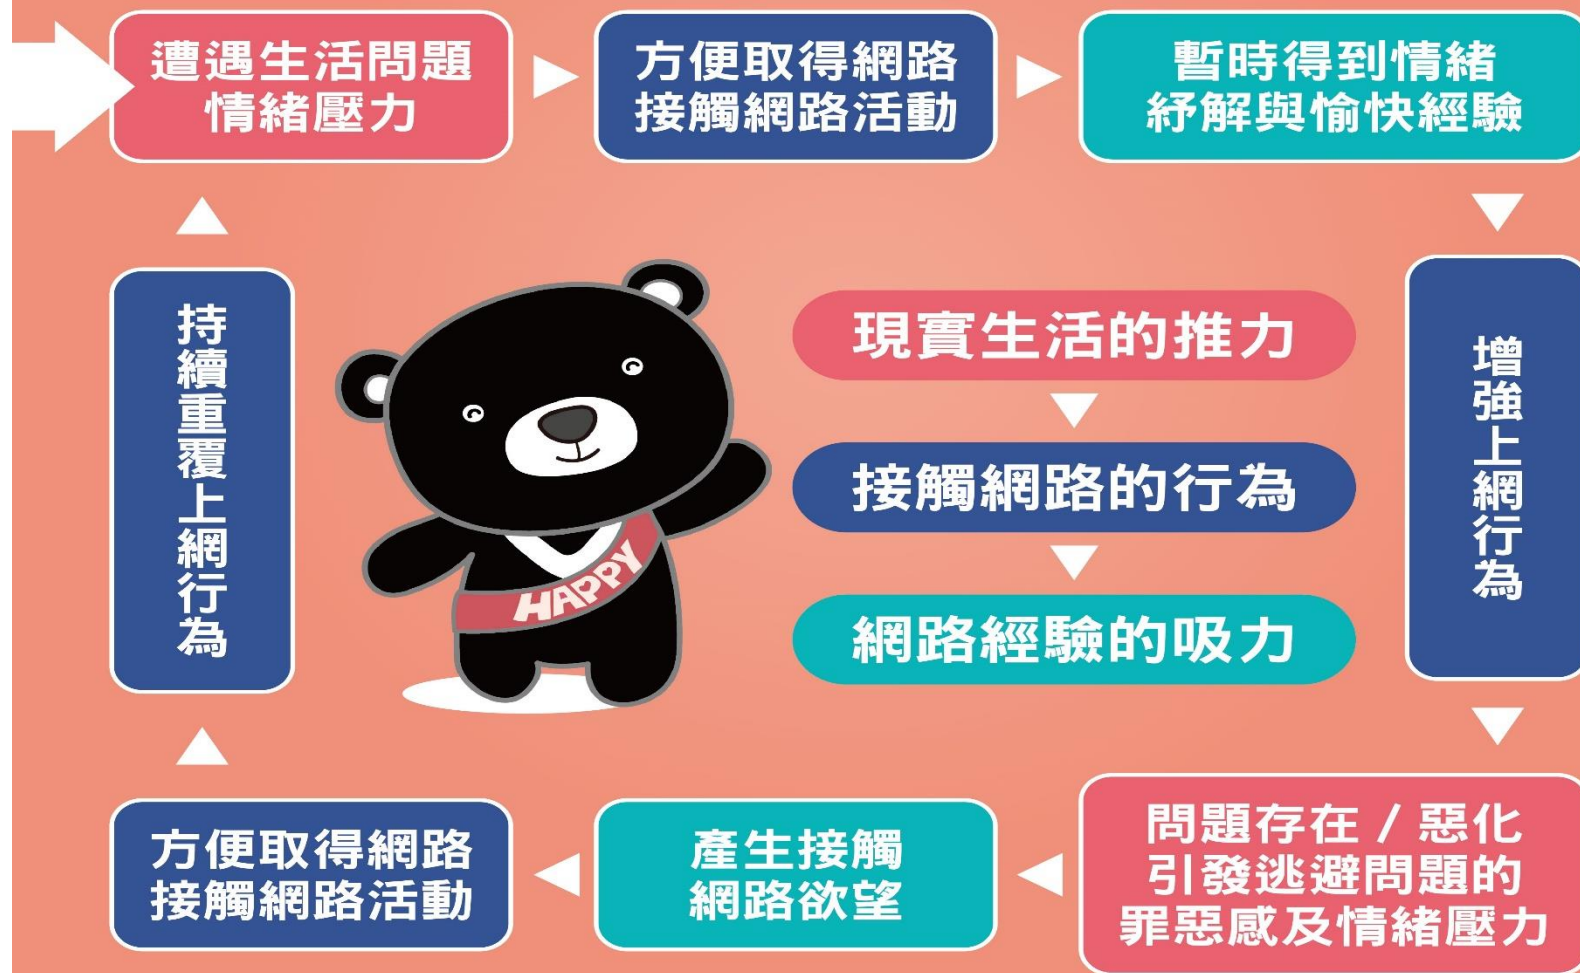 遭遇生活問題
情緒壓力
方便取得網路
接觸網路活動
暫時得到情緒
紓解與愉快經驗
增強上網行為
問題存在 / 惡化
引發逃避問題的
罪惡感及情緒壓力
產生接觸
網路欲望
方便取得網路
接觸網路活動
持續重覆上網行為
現實生活的推力
接觸網路的行為
網路經驗的吸力
HAPPY